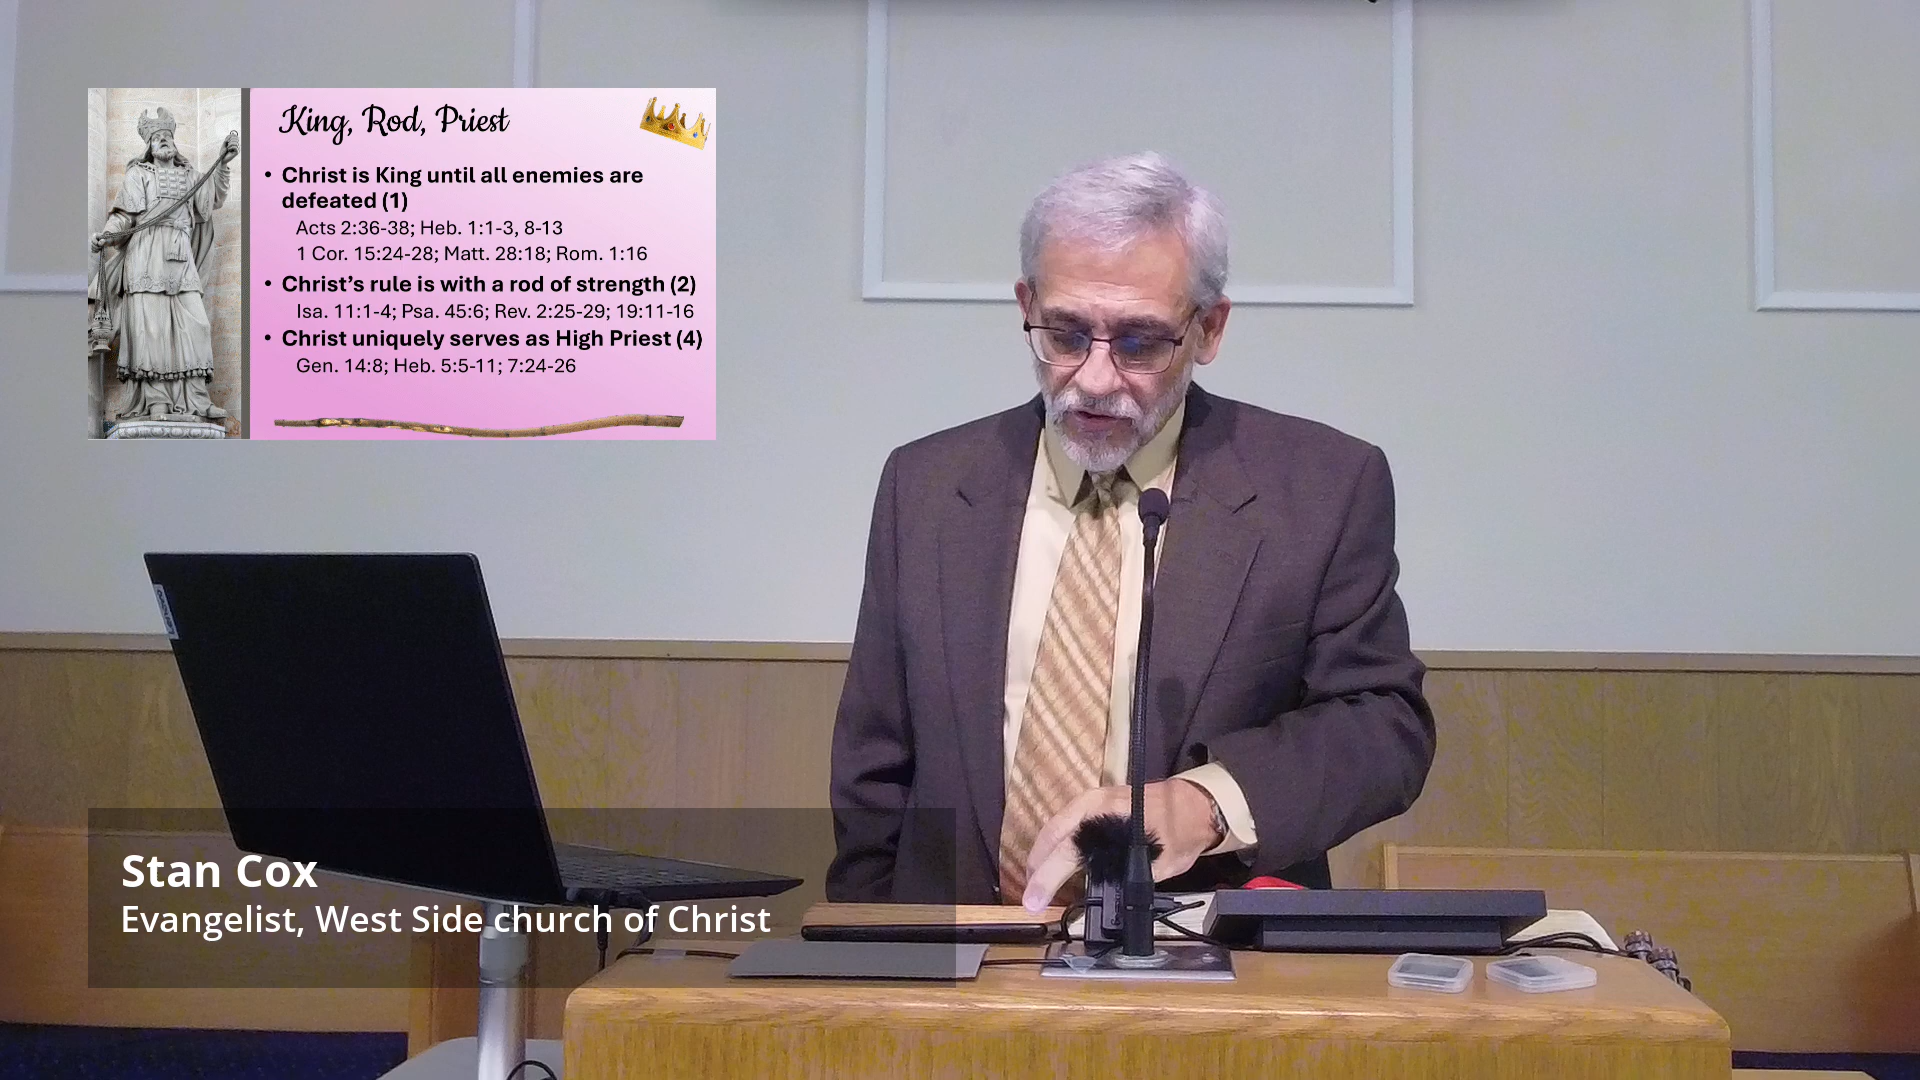 King, Rod, Priest
• Christ is King until all enemies are
defeated (1)
Acts 2:36-38; Heb. 1:1-3, 8-13
1 Cor. 15:24-28; Matt. 28:18; Rom. 1:16
• Christ’s rule is with a rod of strength (2)
Isa. 11:1-4; Psa. 45:6; Rev. 2:25-29; 19:11-16
• Christ uniquely serves as High Priest (4)
Gen. 14:8; Heb. 5:5-11; 7:24-26
Lenovo
Stan Cox
Evangelist, West Side church of Christ